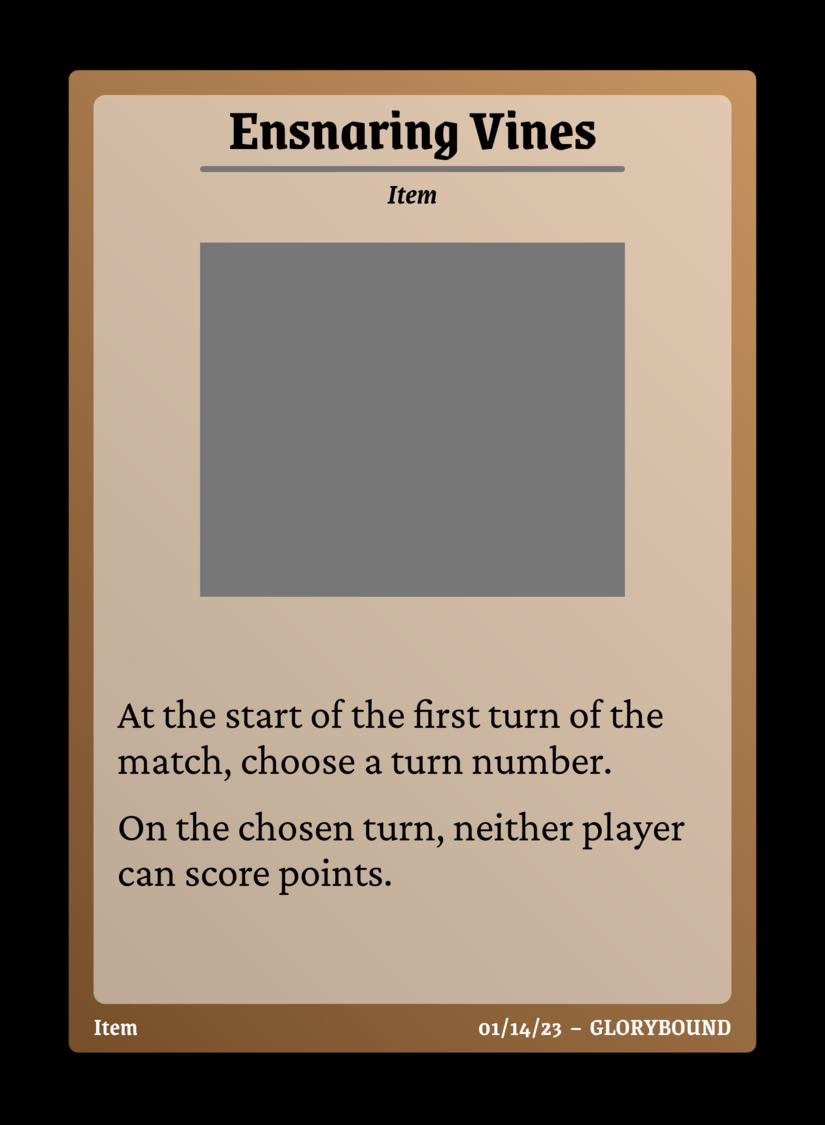 Ensnaring Vines
Item
At the start of the first turn of the
match, choose a turn number.
On the chosen turn, neither player
can score points.
Item
01/14/23 – GLORYBOUND